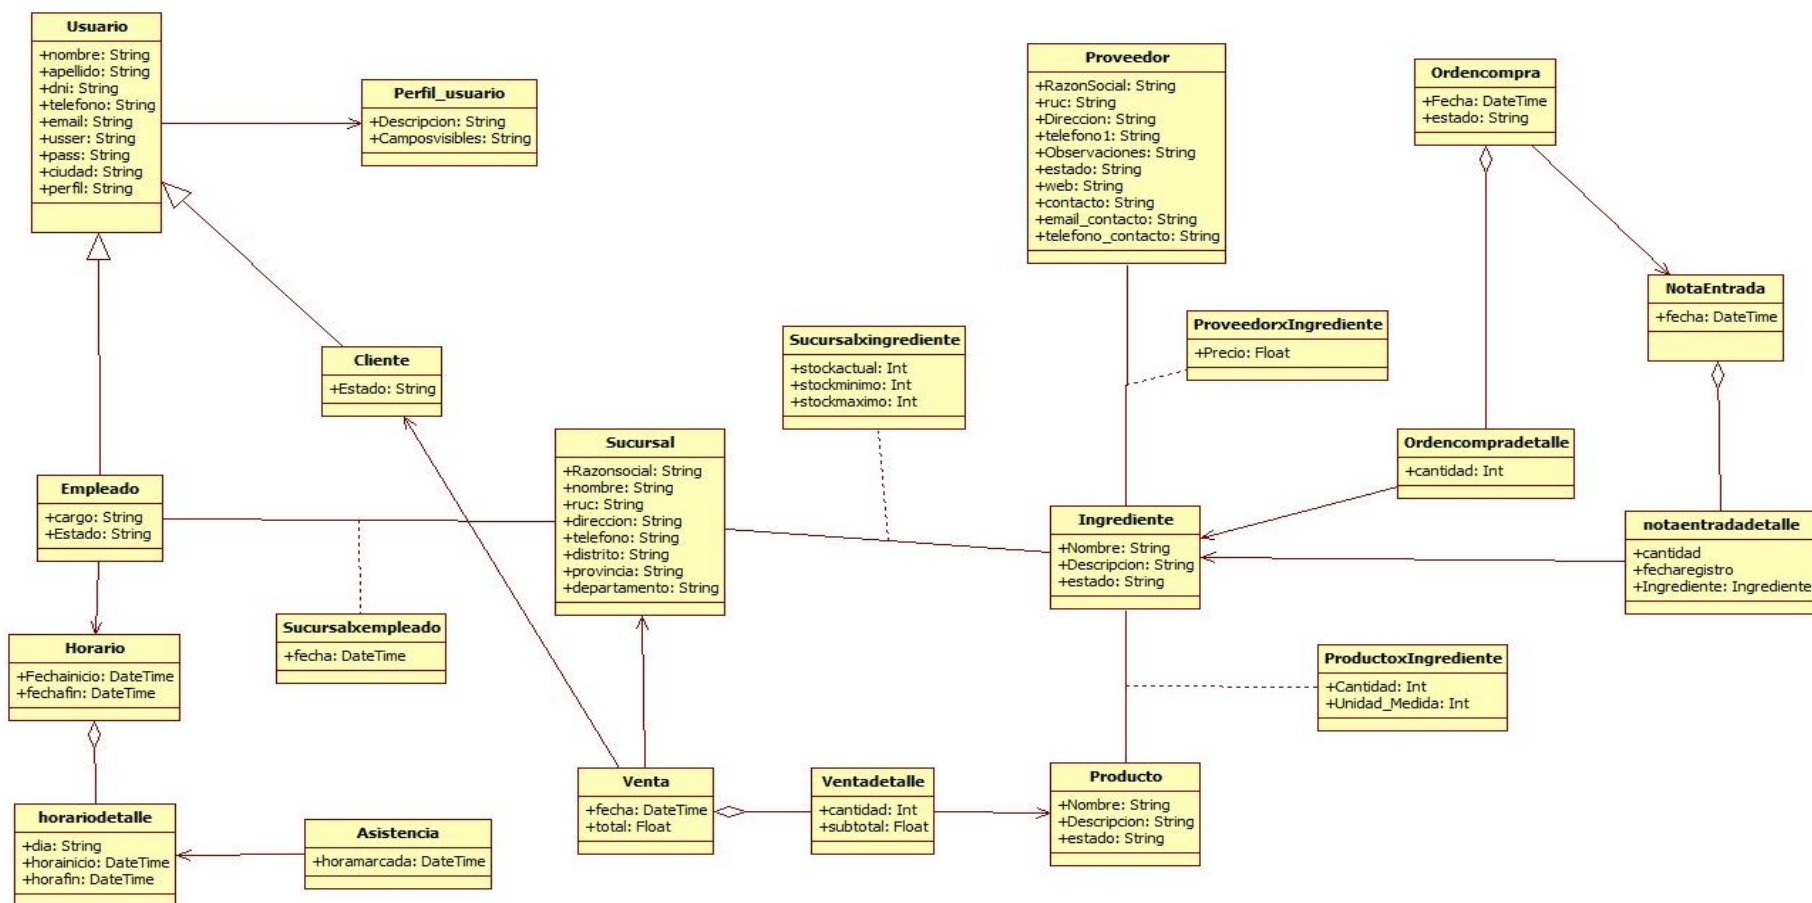 Usuario
+nombre: String
+apellido: String
+dni: String
+telefono: String
+email: String
+usser: String
+pass: String
+ciudad: String
+perfil: String
Perfil_usuario
+Descripcion: String
+Camposvisibles: String
Proveedor
+RazonSocial: String
+ruc: String
+Direccion: String
+telefono1: String
+Observaciones: String
+estado: String
+web: String
+contacto: String
+email_contacto: String
+telefono_contacto: String
Ordencompra
+Fecha: DateTime
+estado: String
NotaEntrada
+fecha: DateTime
Cliente
+Estado: String
Sucursalxingrediente
+stockactual: Int
+stockminimo: Int
+stockmaximo: Int
ProveedorxIngrediente
+Precio: Float
Empleado
+cargo: String
+Estado: String
Sucursal
+Razonsocial: String
+nombre: String
+ruc: String
+direccion: String
+telefono: String
+distrito: String
+provincia: String
+departamento: String
Ingrediente
+Nombre: String
+Descripcion: String
+estado: String
Ordencompradetalle
+cantidad: Int
notaentradadetalle
+cantidad
+fecharegistro
+Ingrediente: Ingrediente
Horario
+Fechainicio: DateTime
+fechafin: DateTime
Sucursalxempleado
+fecha: DateTime
ProductoxIngrediente
+Cantidad: Int
+Unidad_Medida: Int
horariodetalle
+dia: String
+horainicio: DateTime
+horafin: DateTime
Asistencia
+horamarcada: DateTime
Venta
+fecha: DateTime
+total: Float
Ventadetalle
+cantidad: Int
+subtotal: Float
Producto
+Nombre: String
+Descripcion: String
+estado: String